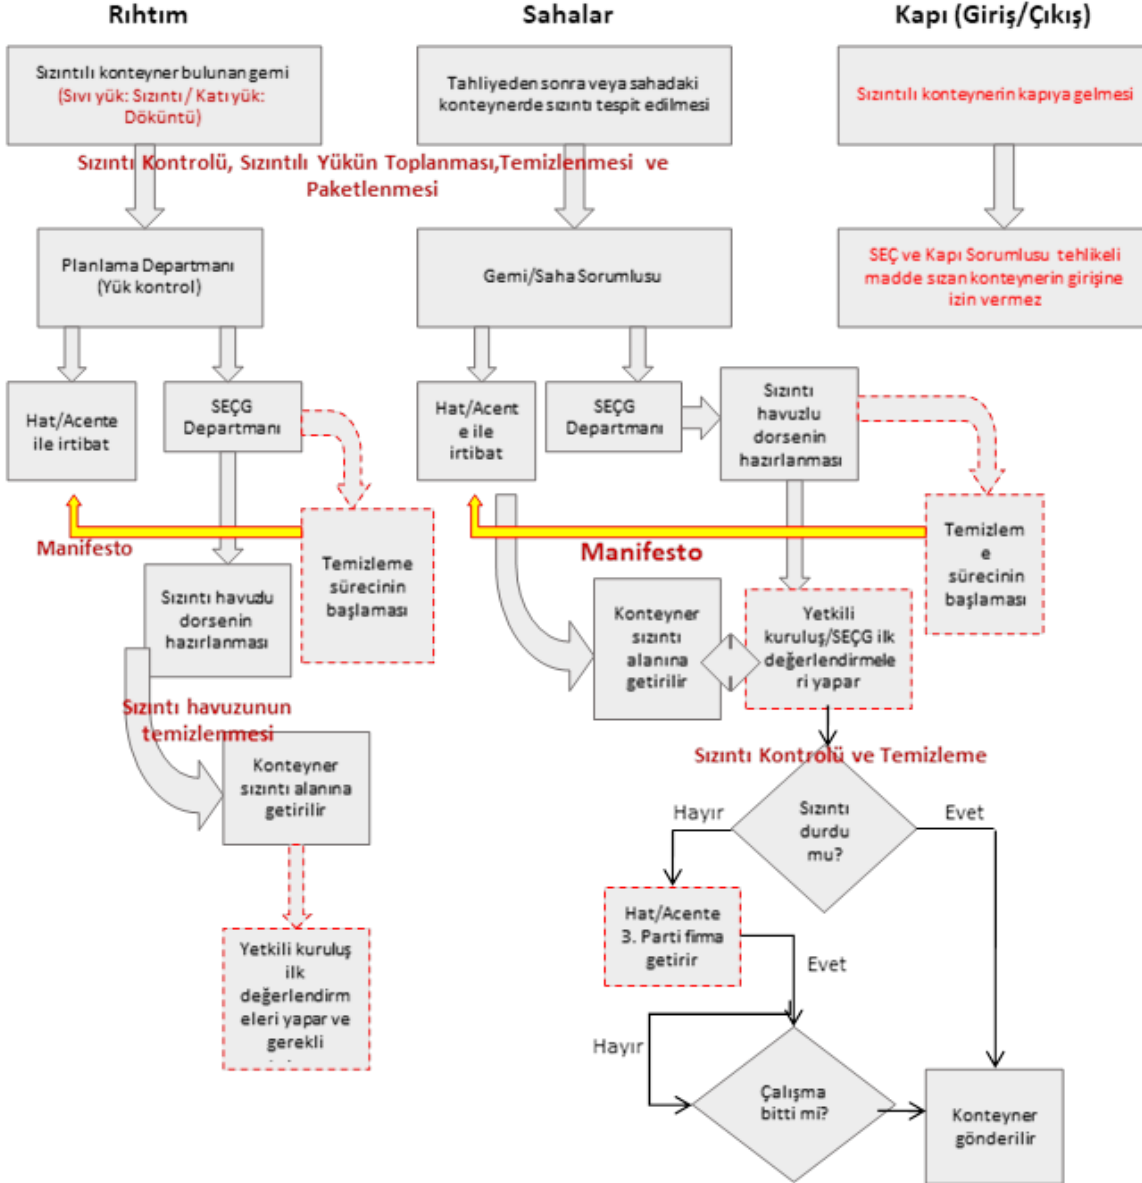 Rıhtım
Sızıntılı konteyner bulunan gemi
(Sıvı yük: Sızıntı / Katı yük:
Döküntü)
Sahalar
Tahliyeden sonra veya sahadaki
konteynerde sızıntı tespit edilmesi
Kapı (Giriş/Çıkış)
Sızıntılı konteynerin kapıya gelmesi
Sızıntı Kontrolü, Sızıntılı Yükün Toplanması,Temizlenmesi ve
Paketlenmesi
Planlama Departmanı
(Yük kontrol)
Gemi/Saha Sorumlusu
SEÇ ve Kapı Sorumlusu tehlikeli
madde sızan konteynerin girişine
izin vermez
Hat/Acente
ile irtibat
SEÇG
Departmanı
Hat/Acent
e ile
irtibat
SEÇG
Departmanı
Sızıntı
havuzlu
dorsenin
hazırlanması
Manifesto
Temizleme
sürecinin
başlaması
Manifesto
Temizlem
e
sürecinin
başlaması
Sızıntı havuzlu
dorsenin
hazırlanması
Konteyner
sızıntı
alanına
getirilir
Yetkili
kuruluş/SEÇG ilk
değerlendirmele
ri yapar
Sızıntı havuzunun
temizlenmesi
Konteyner
sızıntı alanına
getirilir
Sızıntı Kontrolü ve Temizleme
Sızıntı
durdu
mu?
Hayır
Evet
Hat/Acente
3. Parti firma
getirir
Evet
Yetkili kuruluş
ilk
değerlendirm
eleri yapar ve
gerekli
Hayır
Çalışma
bitti mi?
Konteyner
gönderilir